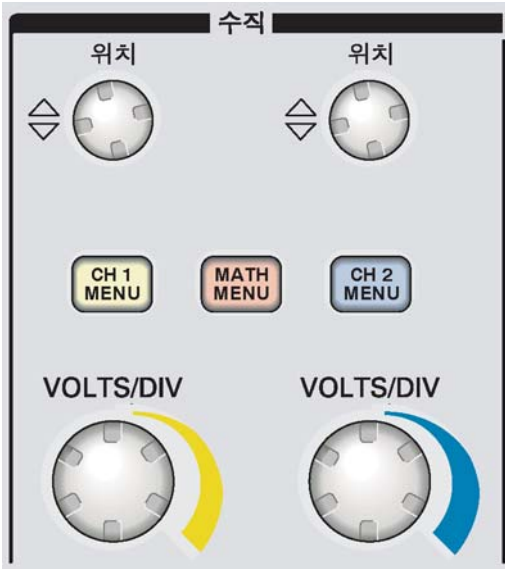 수직
위치 위치
CH 1 MATH CH 2
MENU MENU MENU
VOLTS/DIV VOLTS/DIV